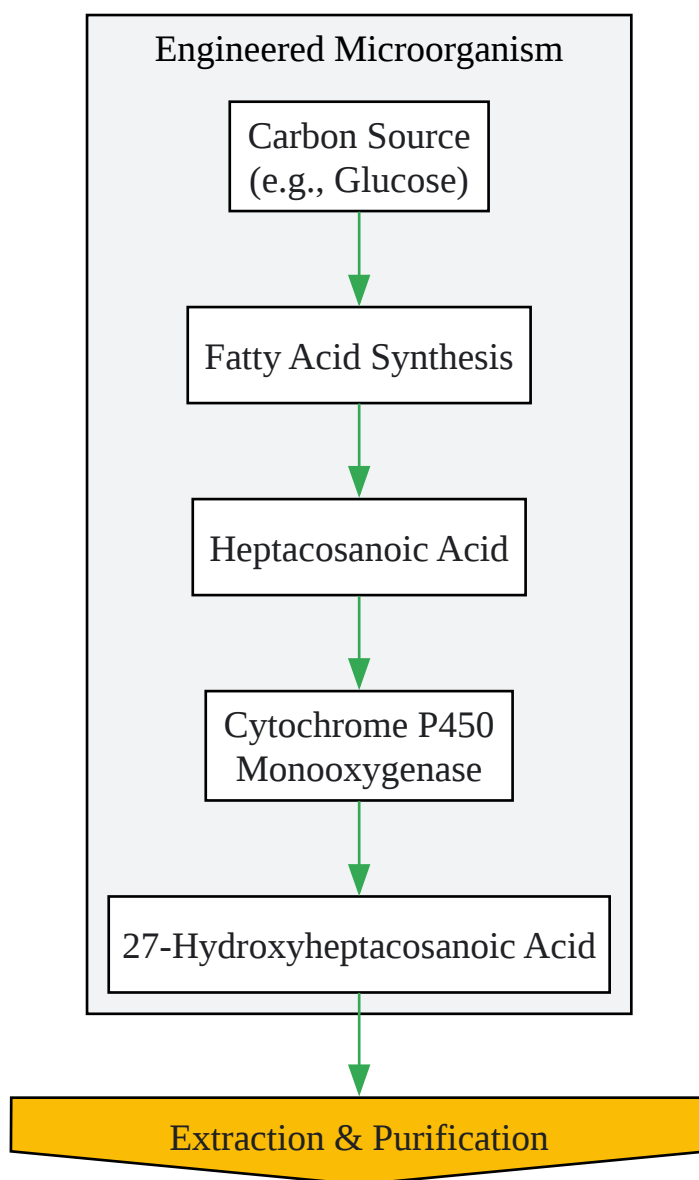 Engineered Microorganism
Carbon Source
(e.g., Glucose)
Fatty Acid Synthesis
Heptacosanoic Acid
Cytochrome P450
Monooxygenase
27-Hydroxyheptacosanoic Acid
Extraction & Purification